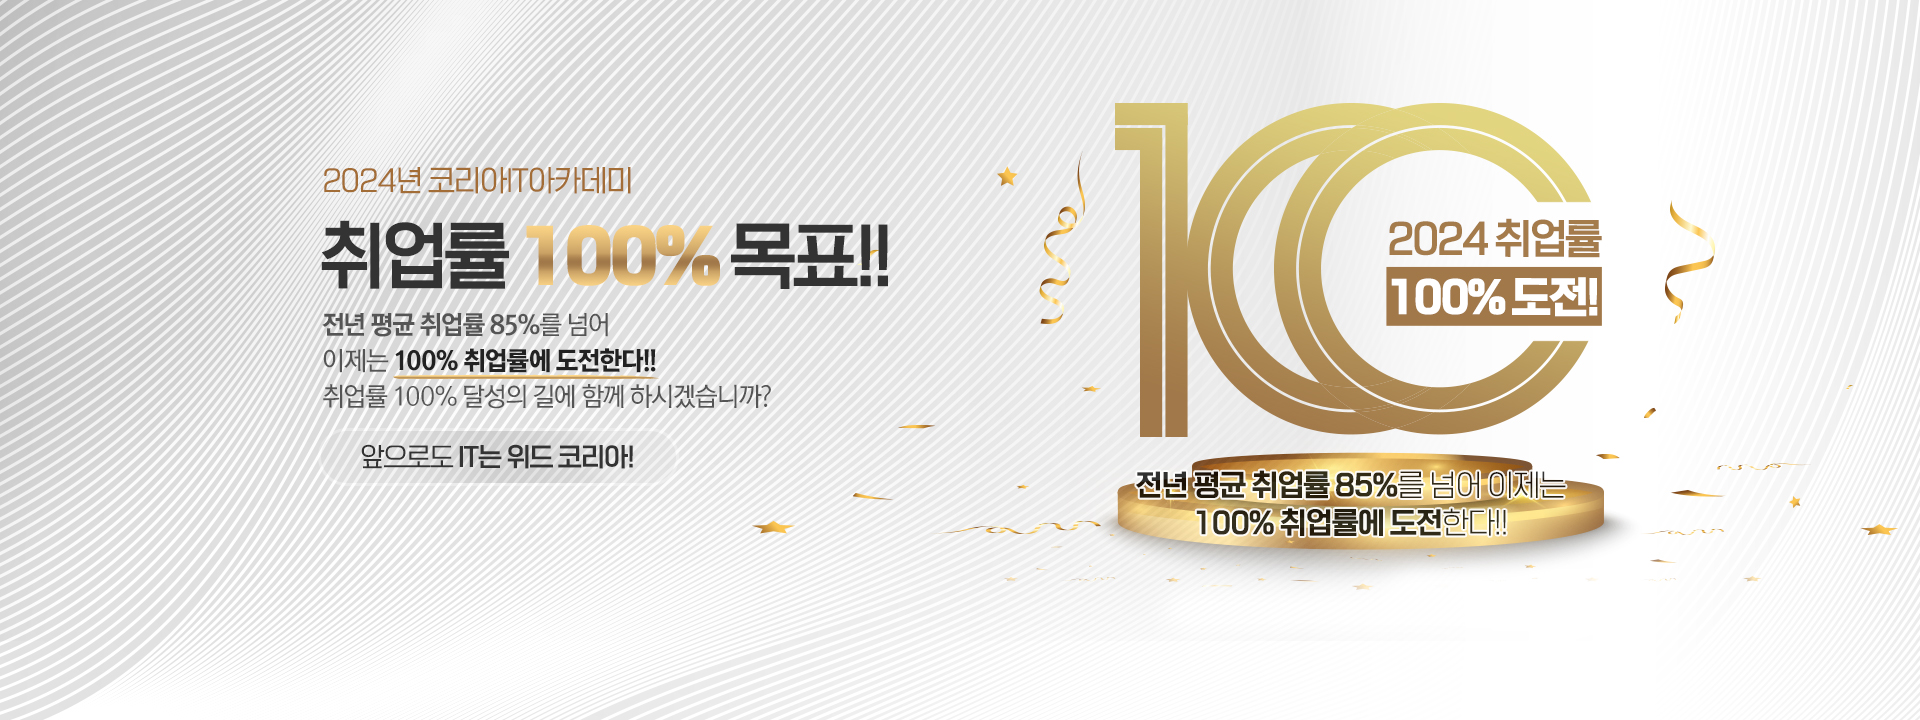 2024년 코리아IT아카데미
취업률 100% 목표!!
전년 평균 취업률 85%를 넘어
이제는 100% 취업률에 도전한다!!
취업률 100% 달성의 길에 함께 하시겠습니까?
앞으로도 IT는 위드 코리아!
100
2024 취업률
100% 도전!
전년 평균 취업률 85%를 넘어 이제는
100% 취업률에 도전한다!!